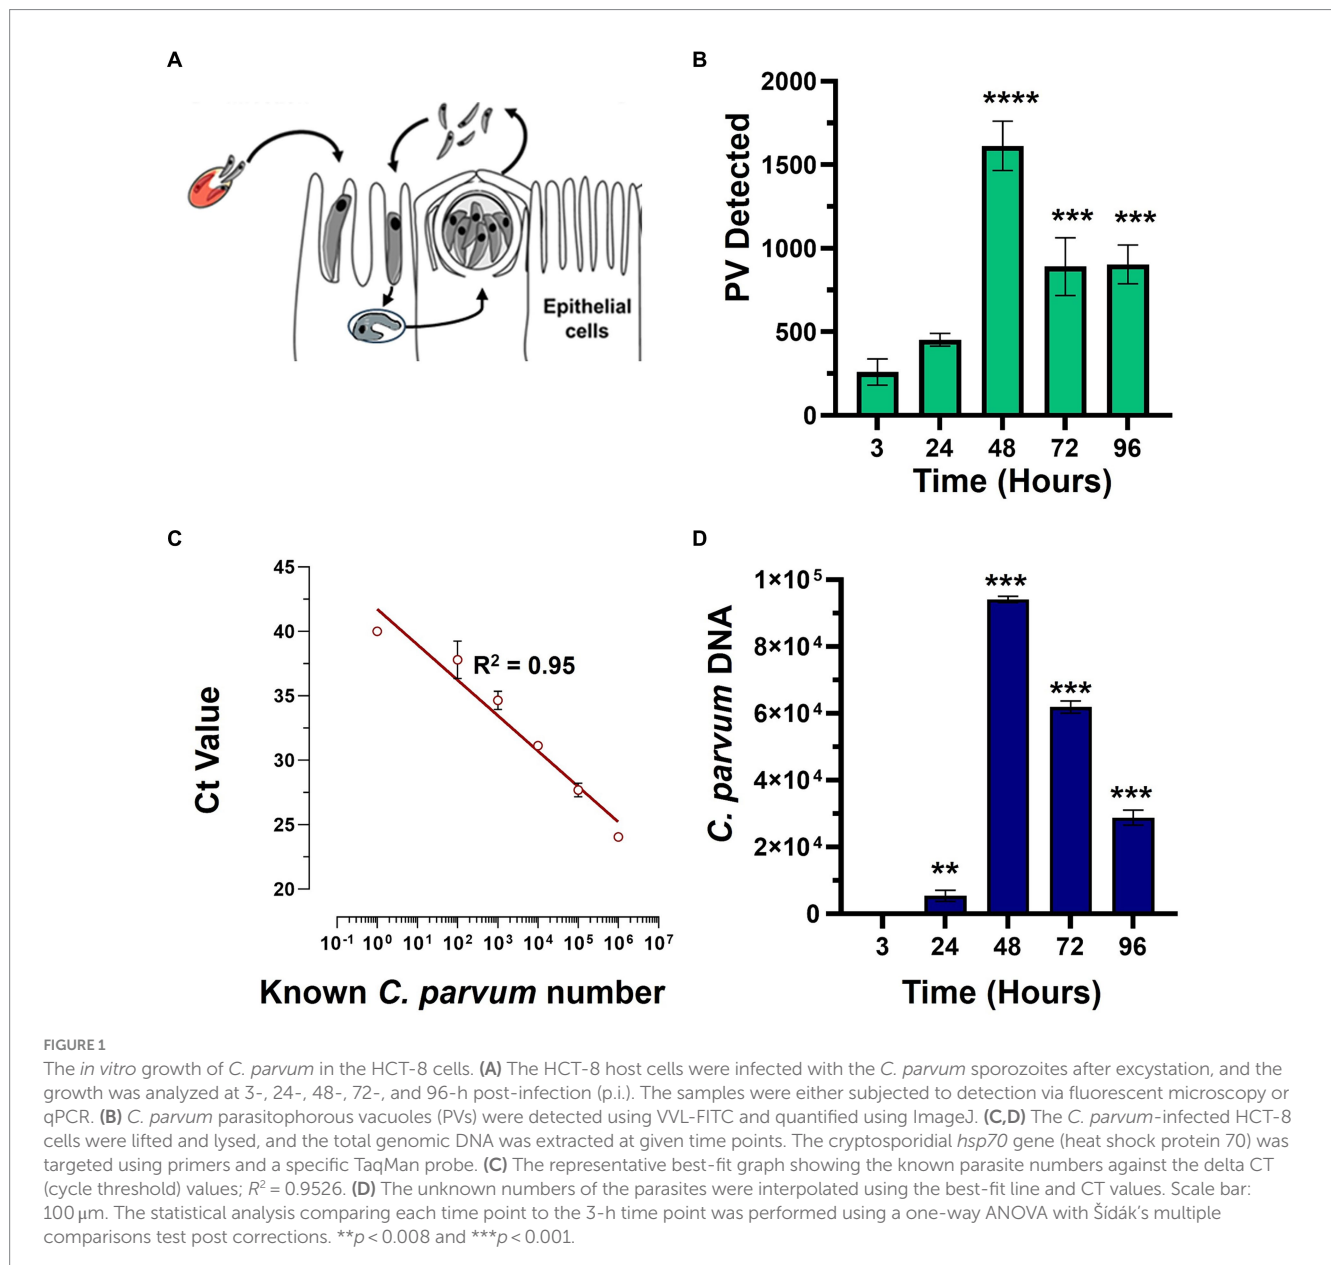 A
Epithelial
cells
B
PV Detected
2000
1500
1000
500
0
****
***
***
3 24 48 72 96
Time (Hours)
C
Ct Value
45
40
35
30
25
20
R² = 0.95
10⁻¹ 10⁰ 10¹ 10² 10³ 10⁴ 10⁵ 10⁶ 10⁷
Known C. parvum number
D
C. parvum DNA
1×10⁵
8×10⁴
6×10⁴
4×10⁴
2×10⁴
0
**
***
***
***
3 24 48 72 96
Time (Hours)
FIGURE 1
The in vitro growth of C. parvum in the HCT-8 cells. (A) The HCT-8 host cells were infected with the C. parvum sporozoites after excystation, and the
growth was analyzed at 3-, 24-, 48-, 72-, and 96-h post-infection (p.i.). The samples were either subjected to detection via fluorescent microscopy or
qPCR. (B) C. parvum parasitophorous vacuoles (PVs) were detected using VVL-FITC and quantified using ImageJ. (C,D) The C. parvum-infected HCT-8
cells were lifted and lysed, and the total genomic DNA was extracted at given time points. The cryptosporidial hsp70 gene (heat shock protein 70) was
targeted using primers and a specific TaqMan probe. (C) The representative best-fit graph showing the known parasite numbers against the delta CT
(cycle threshold) values; R² = 0.9526. (D) The unknown numbers of the parasites were interpolated using the best-fit line and CT values. Scale bar:
100 μm. The statistical analysis comparing each time point to the 3-h time point was performed using a one-way ANOVA with Šídák's multiple
comparisons test post corrections. **p < 0.008 and ***p < 0.001.